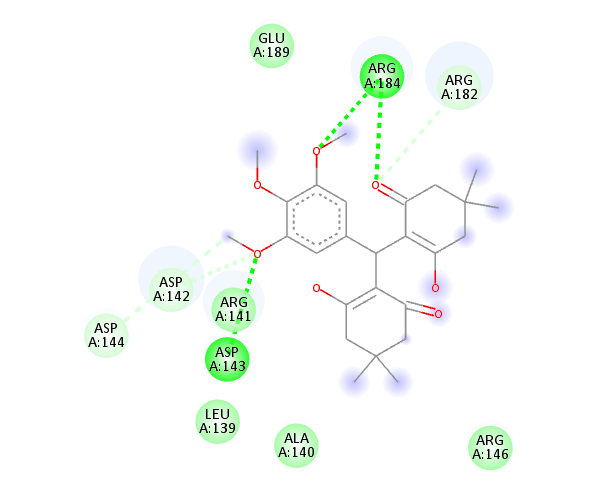 GLU
A:189
ARG
A:184
ARG
A:182
O
O
O
O
ASP
A:142
ARG
A:141
O
O
O
ASP
A:144
ASP
A:143
LEU
A:139
ALA
A:140
ARG
A:146